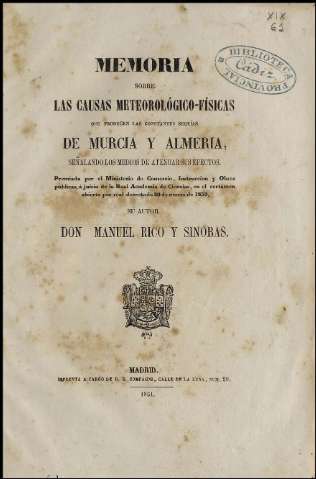 XIX
63
BIBLIOTECA
PROVINCIAL
Cádiz
MEMORIA
SOBRE
LAS CAUSAS METEOROLÓGICO-FÍSICAS
QUE PRODUCEN LAS CONSTANTES SEQUÍAS
DE MURCIA Y ALMERÍA,
SEÑALANDO LOS MEDIOS DE ATENUAR SUS EFECTOS.
Premiada por el Ministerio de Comercio, Instruccion y Obras
públicas, á juicio de la Real Academia de Ciencias, en el certámen
abierto por real decreto de 30 de marzo de 1850.
SU AUTOR
DON MANUEL RICO Y SINOBAS.
MADRID.
IMPRENTA Á CARGO DE D. S. COMPAGNI, CALLE DE LA LUNA, NUM. 29.
1851.